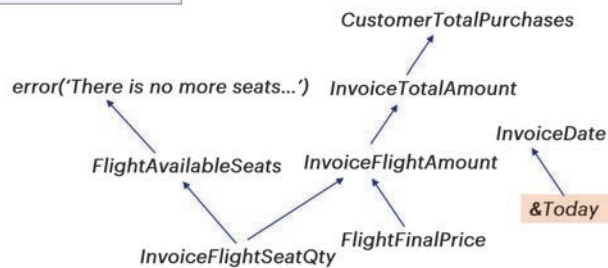 CustomerTotalPurchases
error('There is no more seats...')
InvoiceTotalAmount
InvoiceDate
FlightAvailableSeats
InvoiceFlightAmount
&Today
FlightFinalPrice
InvoiceFlightSeatQty